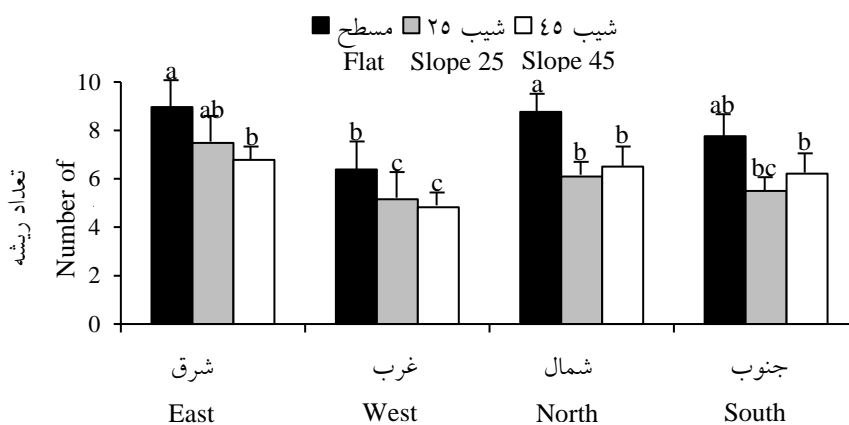 مسطح شیب ۲۵ شیب ٤٥
Flat Slope 25 Slope 45
تعداد ریشه
Number of
10
8
6
4
2
0
a ab b
b c c
a b b
ab bc b
شرق غرب شمال جنوب
East West North South